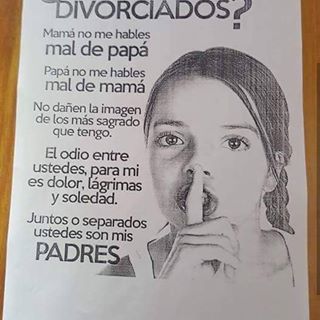 DIVORCIADOS?
Mamá no me hables
mal de papá
Papá no me hables
mal de mamá
No dañen la imagen
de los más sagrado
que tengo.
El odio entre
ustedes, para mi
es dolor, lágrimas
y soledad.
Juntos o separados
ustedes son mis
PADRES